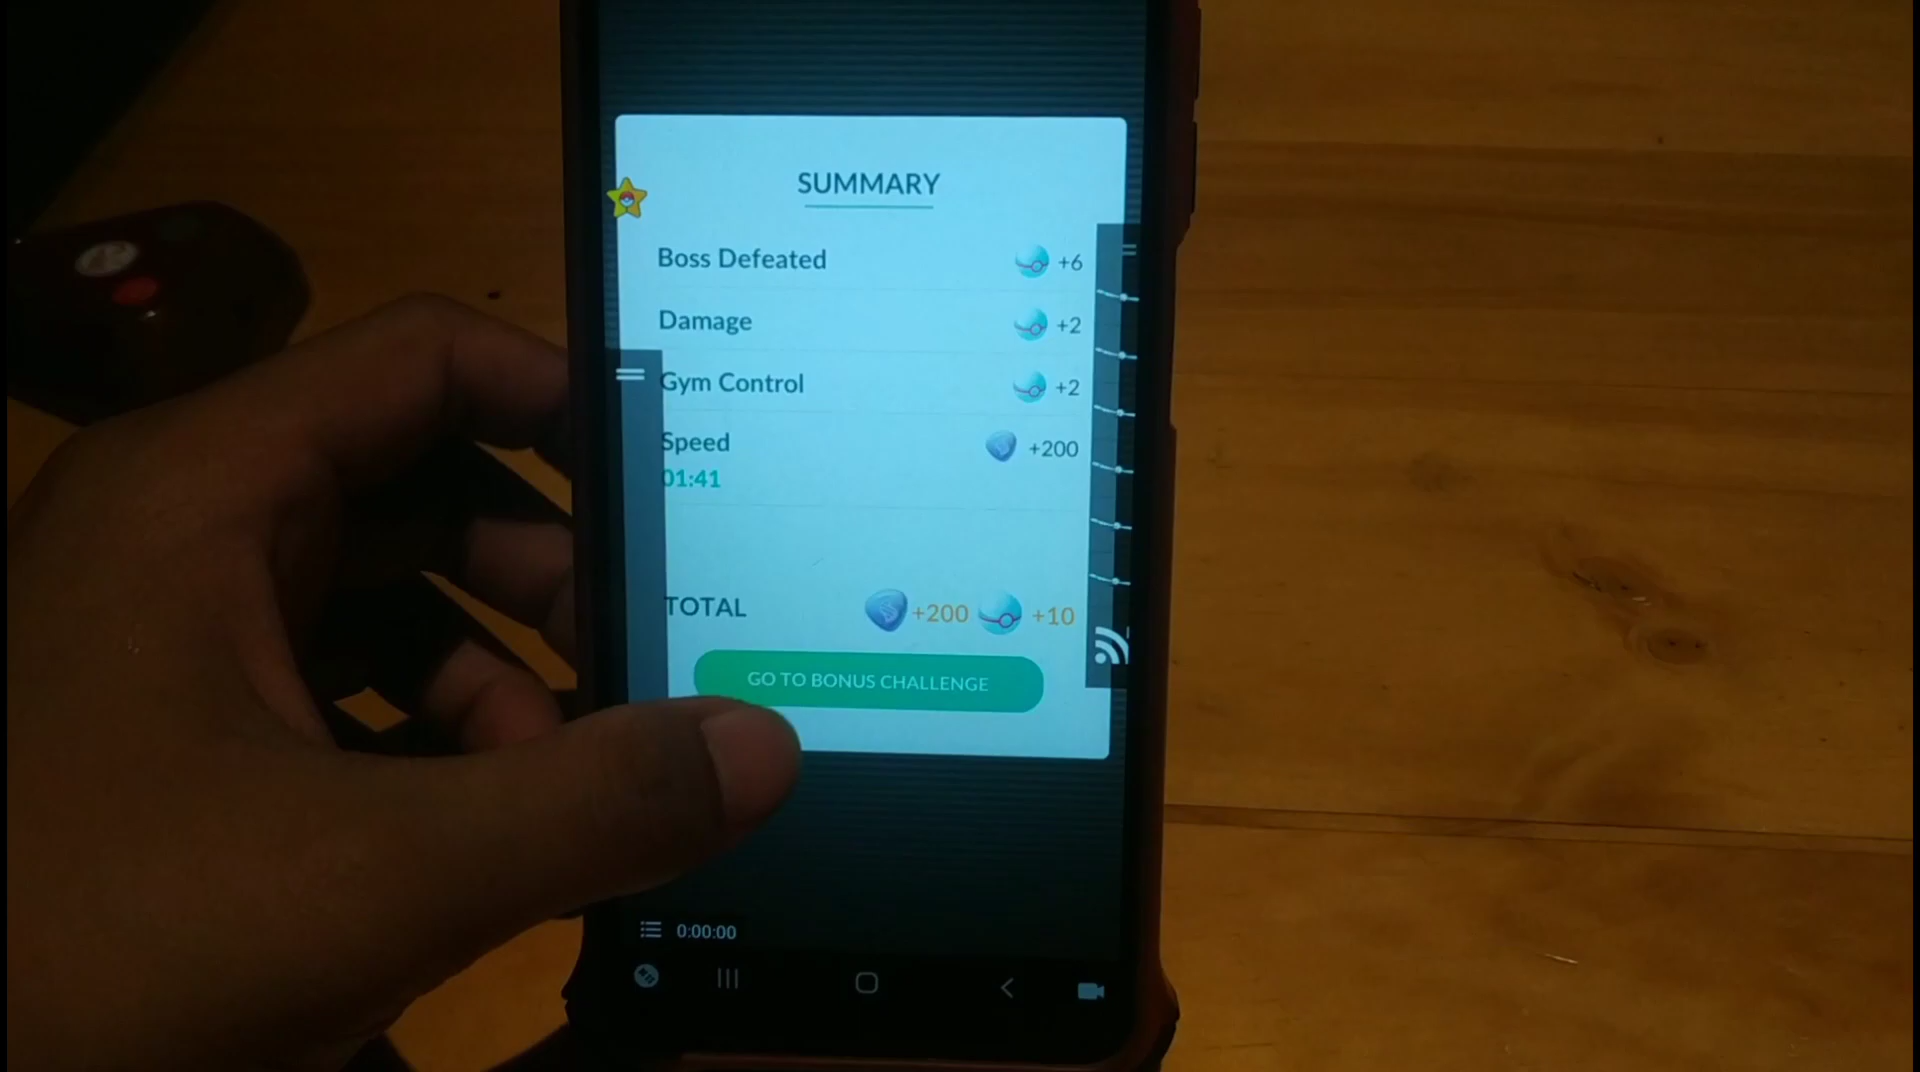 SUMMARY
Boss Defeated +6
Damage +2
Gym Control +2
Speed +200
01:41
TOTAL +200 +10
GO TO BONUS CHALLENGE
0:00:00